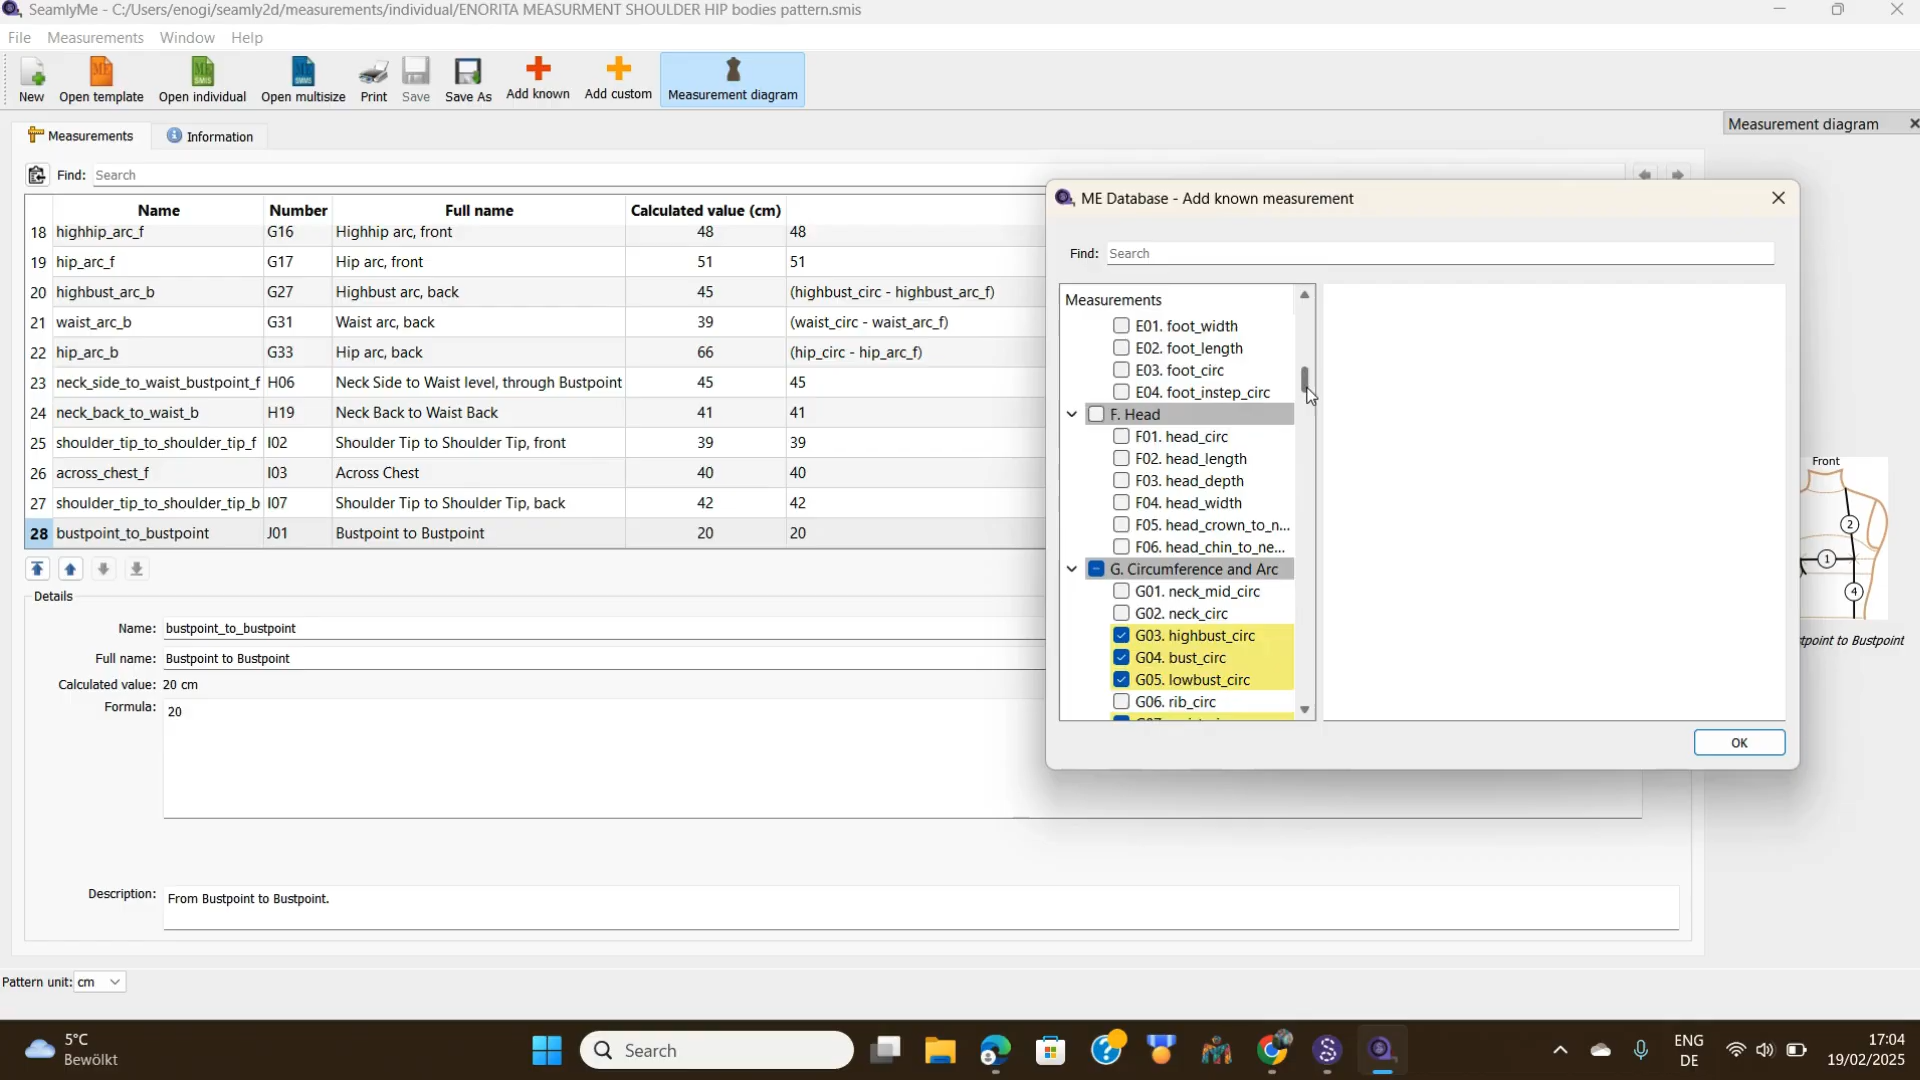 SeamlyMe - C:/Users/enogi/seamly2d/measurements/individual/ENORITA MEASURMENT SHOULDER HIP bodies pattern.smis
File Measurements Window Help
New Open template Open individual Open multisize Print Save Save As Add known Add custom Measurement diagram
Measurements Information
Measurement diagram
Find: Search
Name Number Full name Calculated value (cm)
18 highhip_arc_f G16 Highhip arc, front 48 48
19 hip_arc_f G17 Hip arc, front 51 51
20 highbust_arc_b G27 Highbust arc, back 45 (highbust_circ - highbust_arc_f)
21 waist_arc_b G31 Waist arc, back 39 (waist_circ - waist_arc_f)
22 hip_arc_b G33 Hip arc, back 66 (hip_circ - hip_arc_f)
23 neck_side_to_waist_bustpoint_f H06 Neck Side to Waist level, through Bustpoint 45 45
24 neck_back_to_waist_b H19 Neck Back to Waist Back 41 41
25 shoulder_tip_to_shoulder_tip_f I02 Shoulder Tip to Shoulder Tip, front 39 39
26 across_chest_f I03 Across Chest 40 40
27 shoulder_tip_to_shoulder_tip_b I07 Shoulder Tip to Shoulder Tip, back 42 42
28 bustpoint_to_bustpoint J01 Bustpoint to Bustpoint 20 20
Details
Name: bustpoint_to_bustpoint
Full name: Bustpoint to Bustpoint
Calculated value: 20 cm
Formula: 20
Description: From Bustpoint to Bustpoint.
Pattern unit: cm
ME Database - Add known measurement
Find: Search
Measurements
E01. foot_width
E02. foot_length
E03. foot_circ
E04. foot_instep_circ
F. Head
F01. head_circ
F02. head_length
F03. head_depth
F04. head_width
F05. head_crown_to_n...
F06. head_chin_to_ne...
G. Circumference and Arc
G01. neck_mid_circ
G02. neck_circ
G03. highbust_circ
G04. bust_circ
G05. lowbust_circ
G06. rib_circ
OK
Front
2
1
4
point to Bustpoint
5°C
Bewölkt
Search
ENG
DE
17:04
19/02/2025